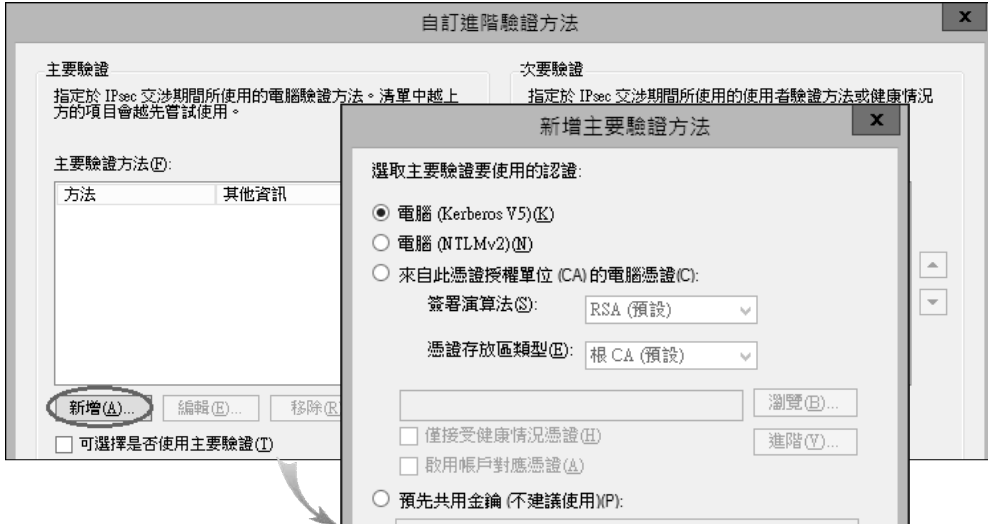 自訂進階驗證方法
x
主要驗證
指定於 IPsec 交涉期間所使用的電腦驗證方法。清單中越上
方的項目會越先嘗試使用。
主要驗證方法(F):
方法 其他資訊
新增(A)... 編輯(E)... 移除(R
可選擇是否使用主要驗證(T)
次要驗證
指定於 IPsec 交涉期間所使用的使用者驗證方法或健康情況
新增主要驗證方法
x
選取主要驗證要使用的認證:
電腦 (Kerberos V5)(K)
電腦 (NTLMv2)(N)
來自此憑證授權單位 (CA) 的電腦憑證(C):
簽署演算法(S): RSA (預設)
憑證存放區類型(E): 根 CA (預設)
瀏覽(B)...
僅接受健康情況憑證(H)
進階(V)...
啟用帳戶對應憑證(A)
預先共用金鑰 (不建議使用)(P):